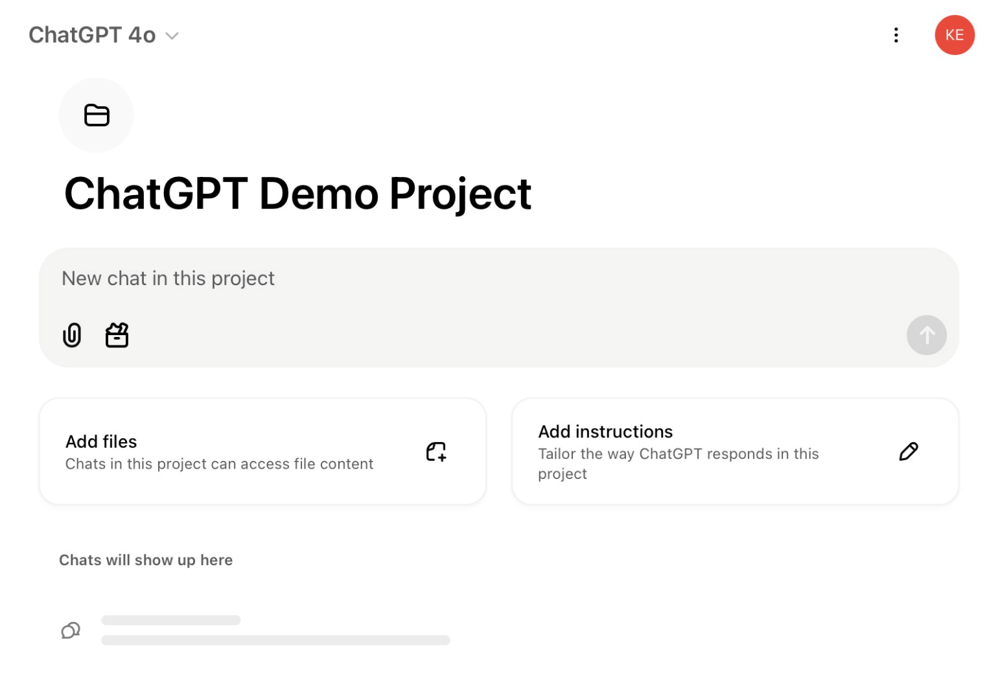 ChatGPT 4o
KE
ChatGPT Demo Project
New chat in this project
Add files
Chats in this project can access file content
Add instructions
Tailor the way ChatGPT responds in this
project
Chats will show up here